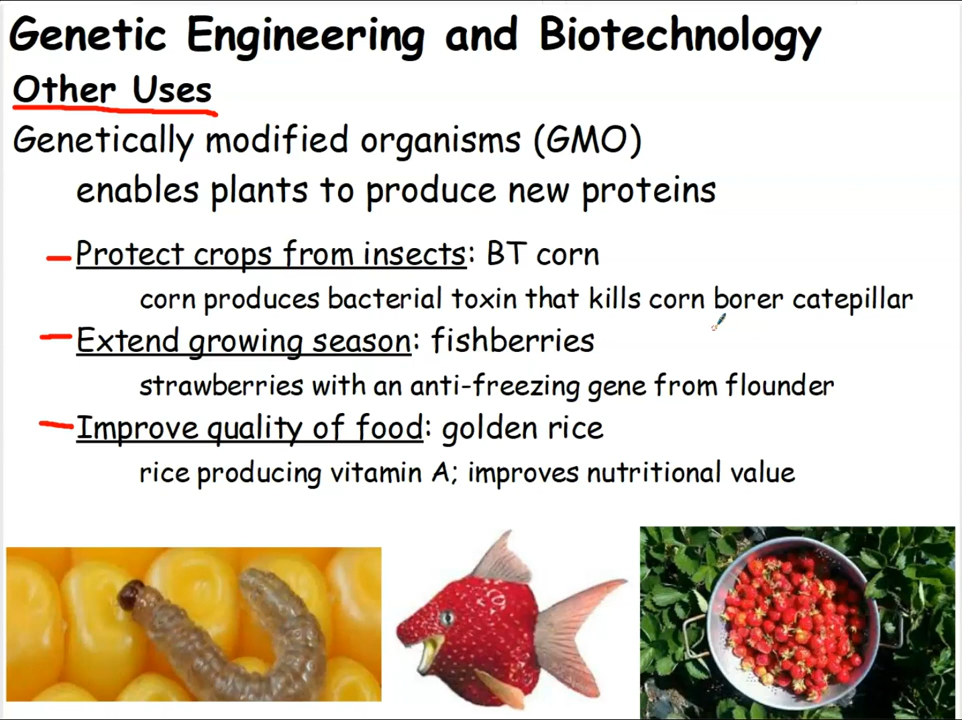 Genetic Engineering and Biotechnology
Other Uses
Genetically modified organisms (GMO)
enables plants to produce new proteins
Protect crops from insects: BT corn
corn produces bacterial toxin that kills corn borer catepillar
Extend growing season: fishberries
strawberries with an anti-freezing gene from flounder
Improve quality of food: golden rice
rice producing vitamin A; improves nutritional value